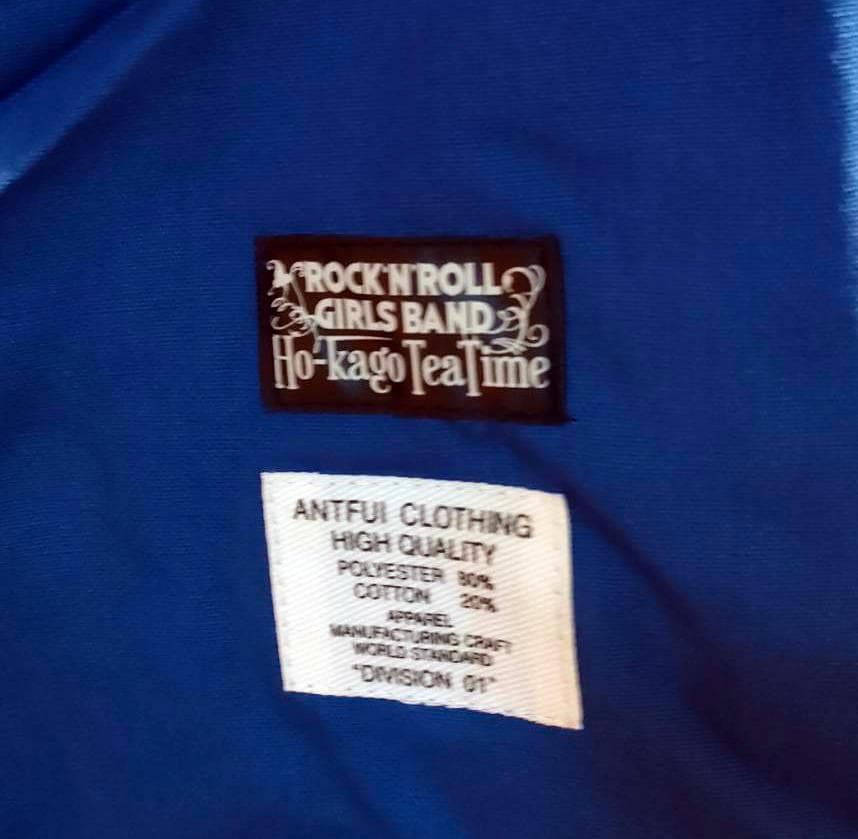 ROCK'N'ROLL
GIRLS BAND
Ho-kago TeaTime
ANTFUI CLOTHING
HIGH QUALITY
POLYESTER 80%
COTTON 20%
APPAREL
MANUFACTURING CRAFT
WORLD STANDARD
"DIVISION 01"